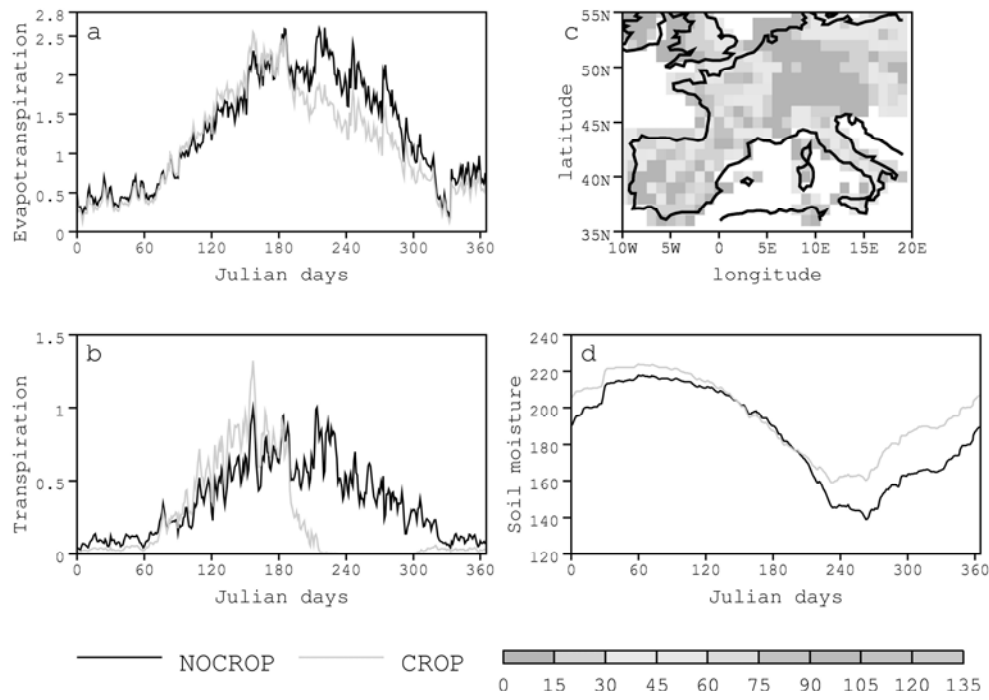 a
Evapotranspiration
2.8
2.5
2
1.5
1
0.5
0
0 60 120 180 240 300 360
Julian days
c
latitude
55N
50N
45N
40N
35N
10W 5W 0 5E 10E 15E 20E
longitude
b
Transpiration
1.5
1
0.5
0
0 60 120 180 240 300 360
Julian days
d
Soil moisture
240
220
200
180
160
140
120
0 60 120 180 240 300 360
Julian days
NOCROP CROP
0 15 30 45 60 75 90 105 120 135